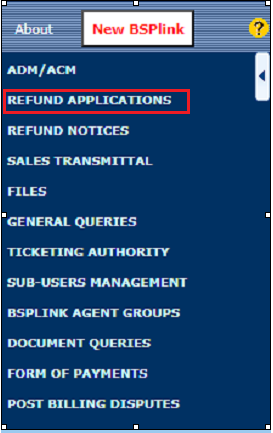 About New BSPlink ?
ADM/ACM
REFUND APPLICATIONS
REFUND NOTICES
SALES TRANSMITTAL
FILES
GENERAL QUERIES
TICKETING AUTHORITY
SUB-USERS MANAGEMENT
BSPLINK AGENT GROUPS
DOCUMENT QUERIES
FORM OF PAYMENTS
POST BILLING DISPUTES